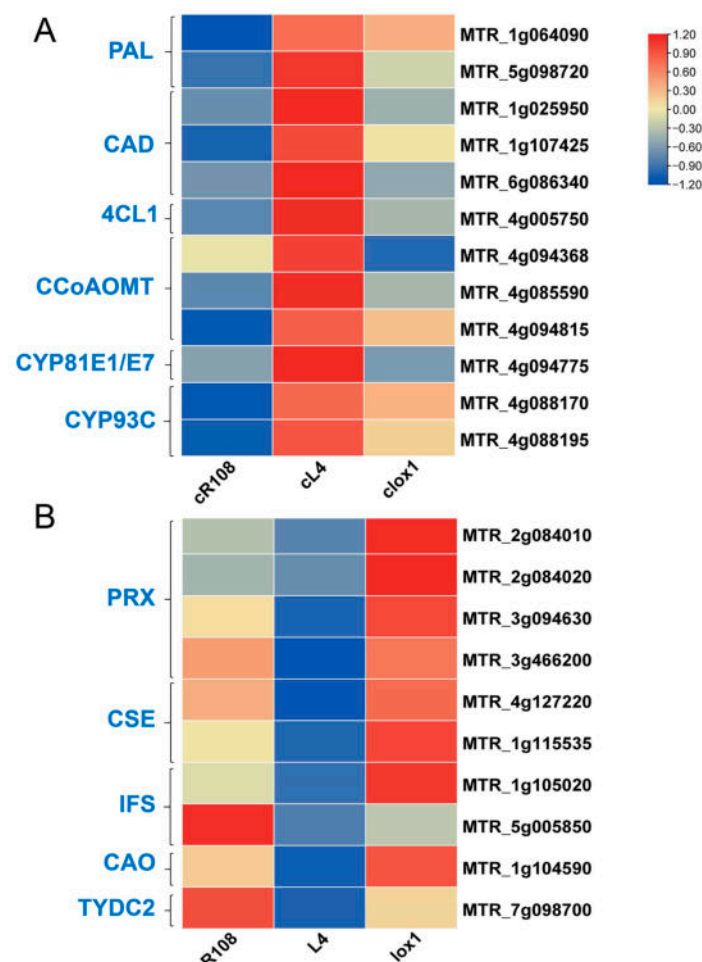 A
PAL
MTR_1g064090
MTR_5g098720
CAD
MTR_1g025950
MTR_1g107425
MTR_6g086340
4CL1
MTR_4g005750
CCoAOMT
MTR_4g094368
MTR_4g085590
MTR_4g094815
CYP81E1/E7
MTR_4g094775
CYP93C
MTR_4g088170
MTR_4g088195
cR108 cL4 clox1
1.20
0.90
0.60
0.30
0.00
−0.30
−0.60
−0.90
−1.20
B
PRX
MTR_2g084010
MTR_2g084020
MTR_3g094630
MTR_3g466200
CSE
MTR_4g127220
MTR_1g115535
IFS
MTR_1g105020
MTR_5g005850
CAO
MTR_1g104590
TYDC2
MTR_7g098700
R108 L4 lox1